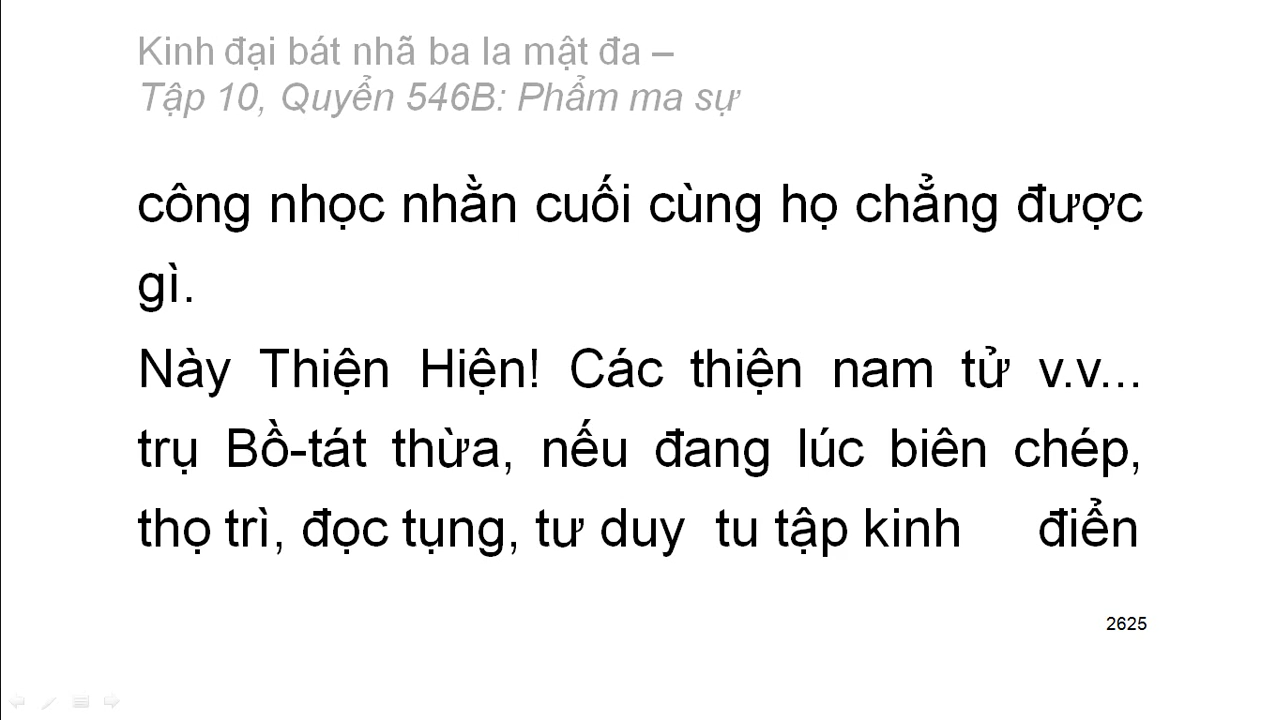 Kinh đại bát nhã ba la mật đa –
Tập 10, Quyển 546B: Phẩm ma sự
công nhọc nhằn cuối cùng họ chẳng được
gì.
Này Thiện Hiện! Các thiện nam tử v.v...
trụ Bồ-tát thừa, nếu đang lúc biên chép,
thọ trì, đọc tụng, tư duy tu tập kinh điển
2625